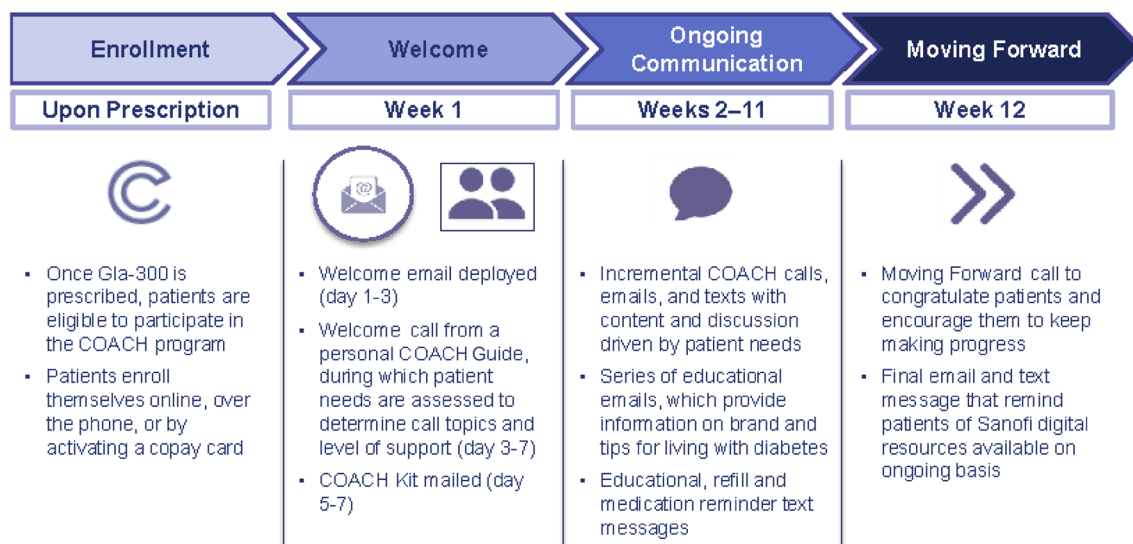 Enrollment
Welcome
Ongoing
Communication
Moving Forward
Upon Prescription
Week 1
Weeks 2–11
Week 12
@
▪ Once Gla-300 is
prescribed, patients are
eligible to participate in
the COACH program
▪ Patients enroll
themselves online, over
the phone, or by
activating a copay card
▪ Welcome email deployed
(day 1-3)
▪ Welcome call from a
personal COACH Guide,
during which patient
needs are assessed to
determine call topics and
level of support (day 3-7)
▪ COACH Kit mailed (day
5-7)
▪ Incremental COACH calls,
emails, and texts with
content and discussion
driven by patient needs
▪ Series of educational
emails, which provide
information on brand and
tips for living with diabetes
▪ Educational, refill and
medication reminder text
messages
▪ Moving Forward call to
congratulate patients and
encourage them to keep
making progress
▪ Final email and text
message that remind
patients of Sanofi digital
resources available on
ongoing basis